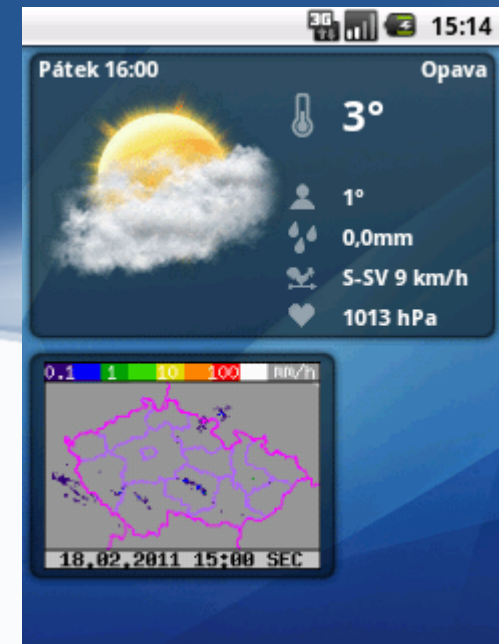 3G 15:14
Pátek 16:00 Opava
3°
1°
0,0mm
S-SV 9 km/h
1013 hPa
0.1 1 10 100 mm/h
18.02.2011 15:00 SEC